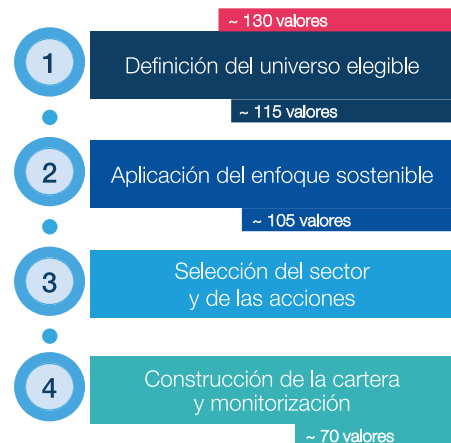 ~ 130 valores
1
Definición del universo elegible
~ 115 valores
2
Aplicación del enfoque sostenible
~ 105 valores
3
Selección del sector
y de las acciones
4
Construcción de la cartera
y monitorización
~ 70 valores